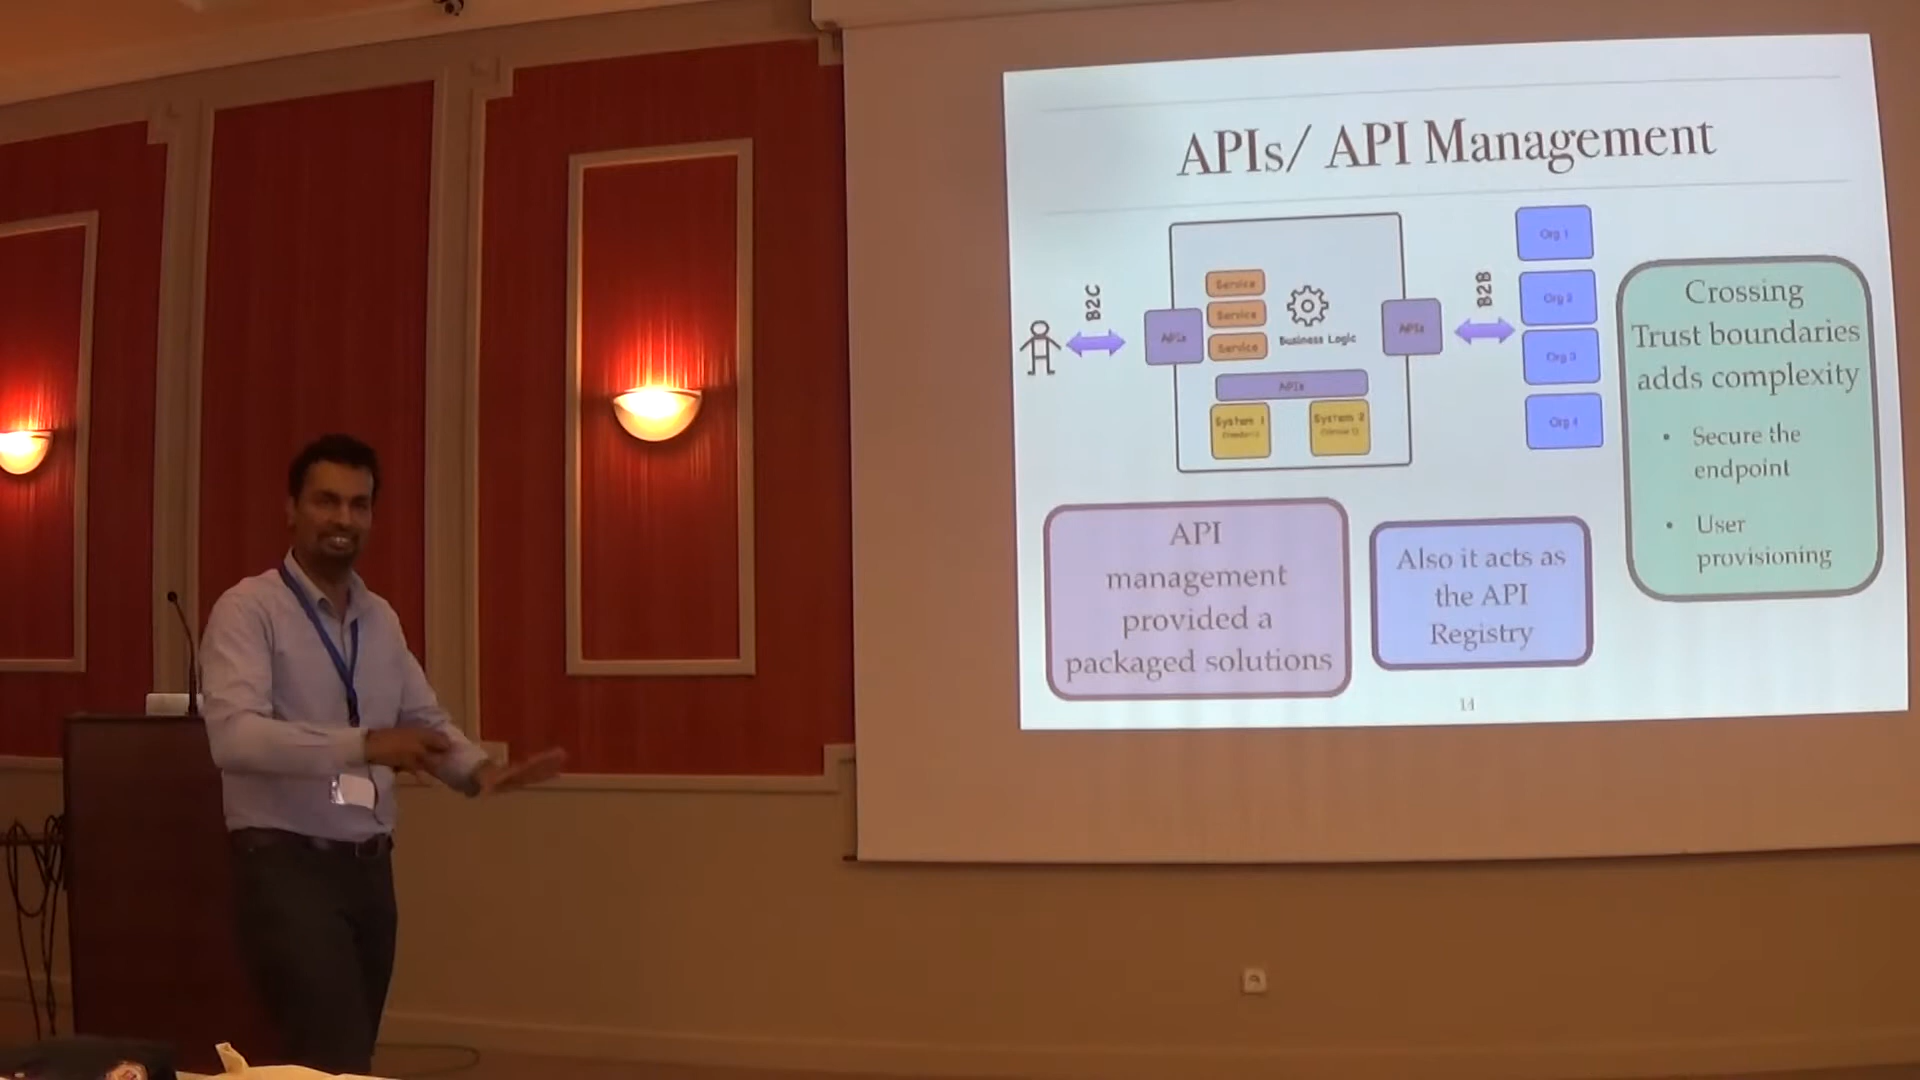 APIs/ API Management
B2C
APIs
Service
Service
Service
Business Logic
APIs
System 1
System 2
APIs
B2B
Org 1
Org 2
Org 3
Org 4
Crossing
Trust boundaries
adds complexity
• Secure the
endpoint
• User
provisioning
API
management
provided a
packaged solutions
Also it acts as
the API
Registry
14